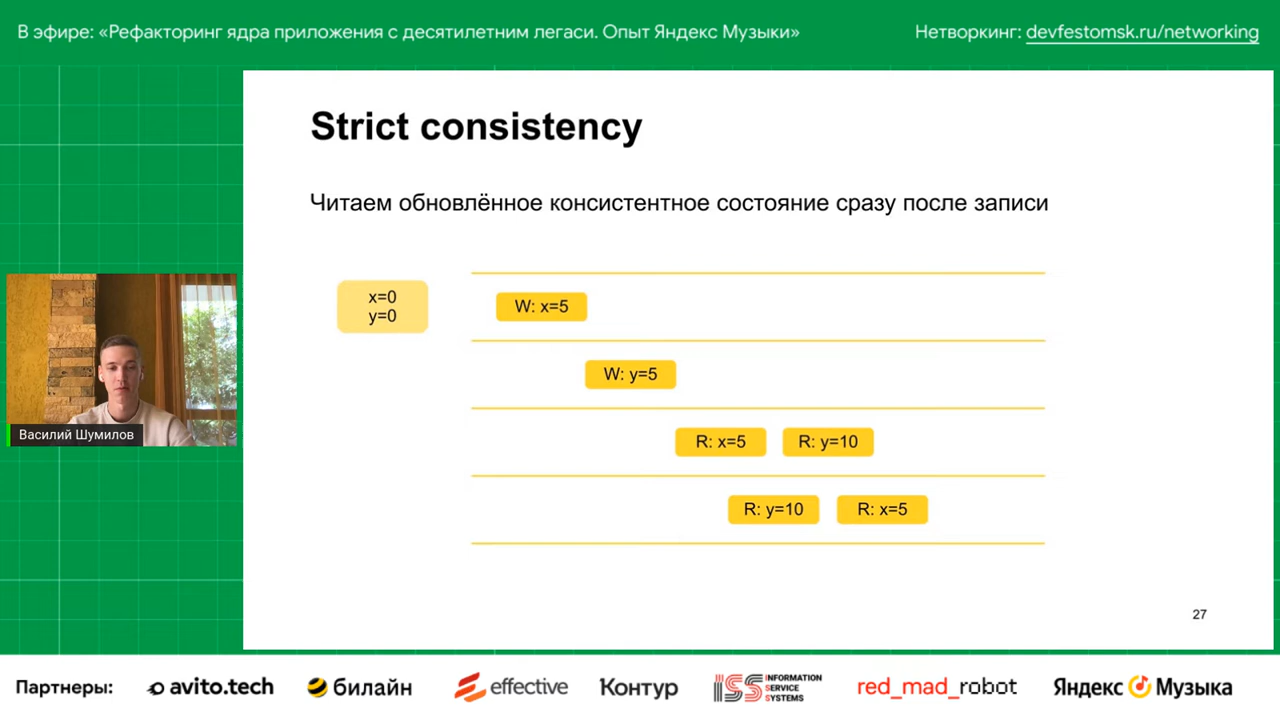 В эфире: «Рефакторинг ядра приложения с десятилетним легаси. Опыт Яндекс Музыки»
Нетворкинг: devfestomsk.ru/networking
Strict consistency
Читаем обновлённое консистентное состояние сразу после записи
x=0
y=0
W: x=5
W: y=5
R: x=5
R: y=10
R: y=10
R: x=5
Василий Шумилов
27
Партнеры:
avito.tech
билайн
effective
Контур
ISS INFORMATION
SERVICE
SYSTEMS
red_mad_robot
Яндекс Музыка